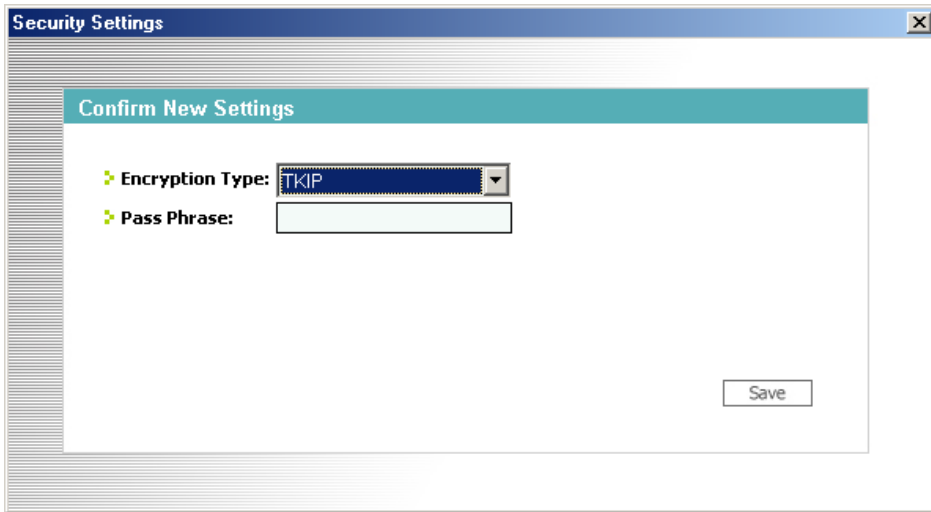 Security Settings
Confirm New Settings
Encryption Type: TKIP
Pass Phrase:
Save